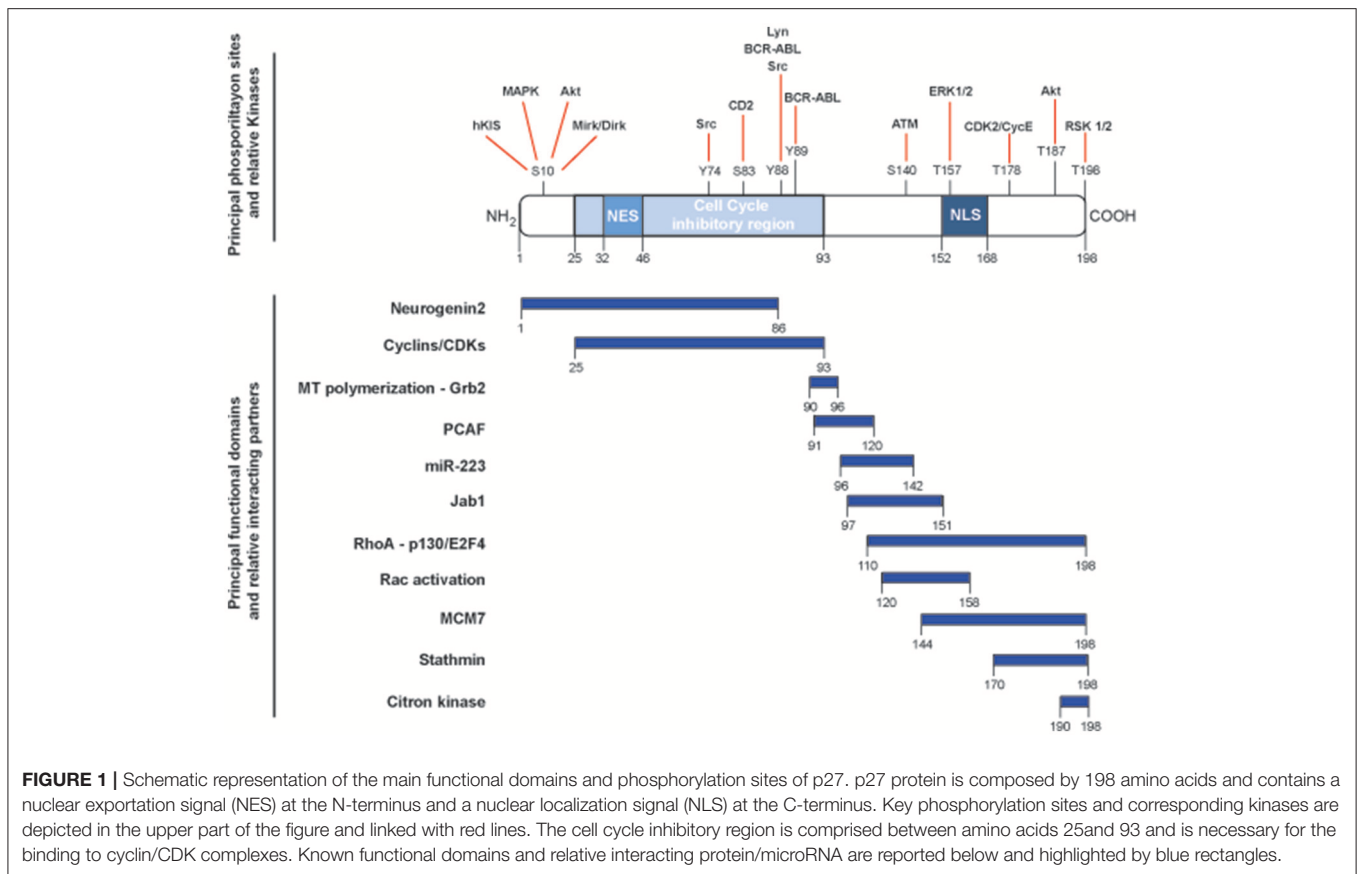 Principal phosporiltayon sites
and relative Kinases
Lyn
BCR-ABL
Src
MAPK
Akt
CD2
BCR-ABL
ERK1/2
Akt
hKIS
Mirk/Dirk
Src
ATM
CDK2/CycE
RSK 1/2
S10
Y74
S83
Y88
Y89
S140
T157
T178
T187
T198
NH2
NES
Cell Cycle
inhibitory region
NLS
COOH
1
25
32
46
93
152
168
198
Principal functional domains
and relative interacting partners
Neurogenin2
1
86
Cyclins/CDKs
25
93
MT polymerization - Grb2
90
96
PCAF
91
120
miR-223
96
142
Jab1
97
151
RhoA - p130/E2F4
110
198
Rac activation
120
158
MCM7
144
198
Stathmin
170
198
Citron kinase
190
198
FIGURE 1 | Schematic representation of the main functional domains and phosphorylation sites of p27. p27 protein is composed by 198 amino acids and contains a
nuclear exportation signal (NES) at the N-terminus and a nuclear localization signal (NLS) at the C-terminus. Key phosphorylation sites and corresponding kinases are
depicted in the upper part of the figure and linked with red lines. The cell cycle inhibitory region is comprised between amino acids 25and 93 and is necessary for the
binding to cyclin/CDK complexes. Known functional domains and relative interacting protein/microRNA are reported below and highlighted by blue rectangles.